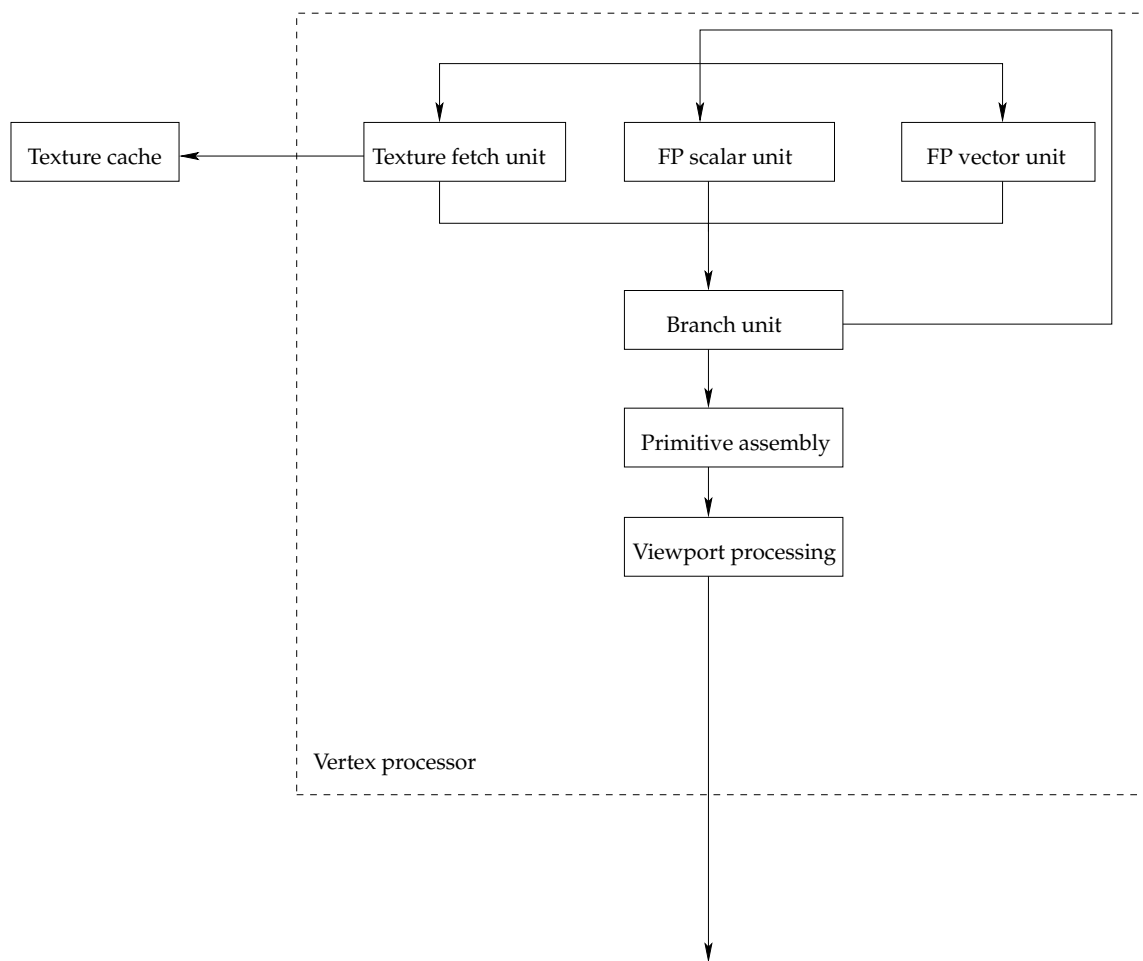 Texture cache
Texture fetch unit
FP scalar unit
FP vector unit
Branch unit
Primitive assembly
Viewport processing
Vertex processor